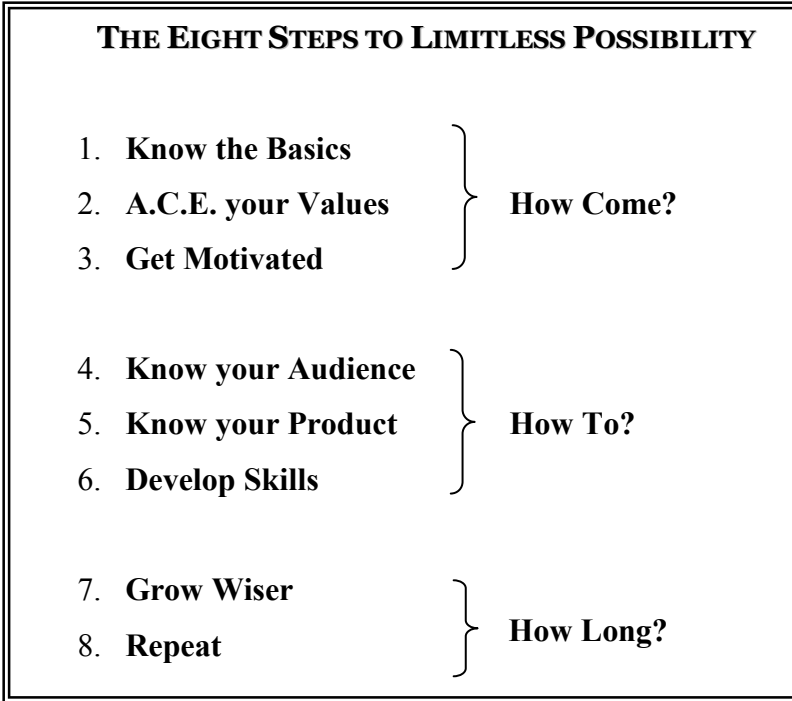 THE EIGHT STEPS TO LIMITLESS POSSIBILITY
1. Know the Basics
2. A.C.E. your Values
How Come?
3. Get Motivated
4. Know your Audience
5. Know your Product
How To?
6. Develop Skills
7. Grow Wiser
8. Repeat
How Long?